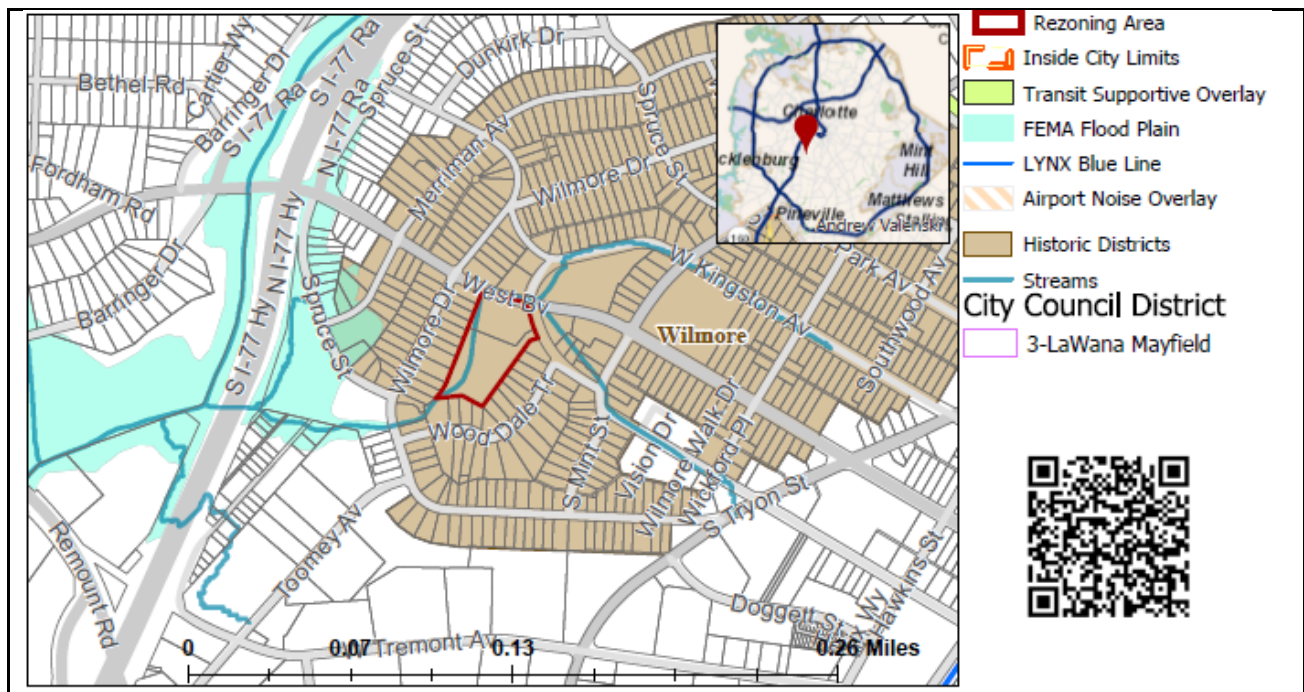 Bethel Rd
Cartier Wy
Barringer Dr
S I-77 Ra
S I-77 Ra
N I-77 Ra
Spruce St
Dunkirk Dr
Spruce St
Merriman Av
Wilmore Dr
Fordham Rd
Barringer Dr
S I-77 Hy
N I-77 Hy
Spruce St
Wilmore Dr
West Bv
W Kingston Av
Park Av
Southwood Av
Wilmore
Wood Dale Tr
S Mint St
Vision Dr
Wilmore Walk Dr
Wickford Pl
S Tryon St
Toomey Av
Remount Rd
W Tremont Av
Doggett St
Hawkins St
0
0.07
0.13
0.26 Miles
Charlotte
cklenburg
Mint
Hill
Matthews
Pineville
Andrew Valenskr
Rezoning Area
Inside City Limits
Transit Supportive Overlay
FEMA Flood Plain
LYNX Blue Line
Airport Noise Overlay
Historic Districts
Streams
City Council District
3-LaWana Mayfield